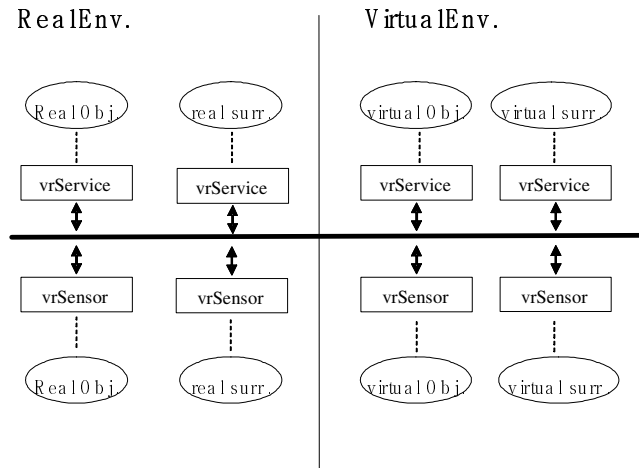 RealEnv. VirtualEnv.
RealObj. realsurr. virtualObj. virtualsurr.
vrService vrService vrService vrService
vrSensor vrSensor vrSensor vrSensor
RealObj. realsurr. virtualObj. virtualsurr.